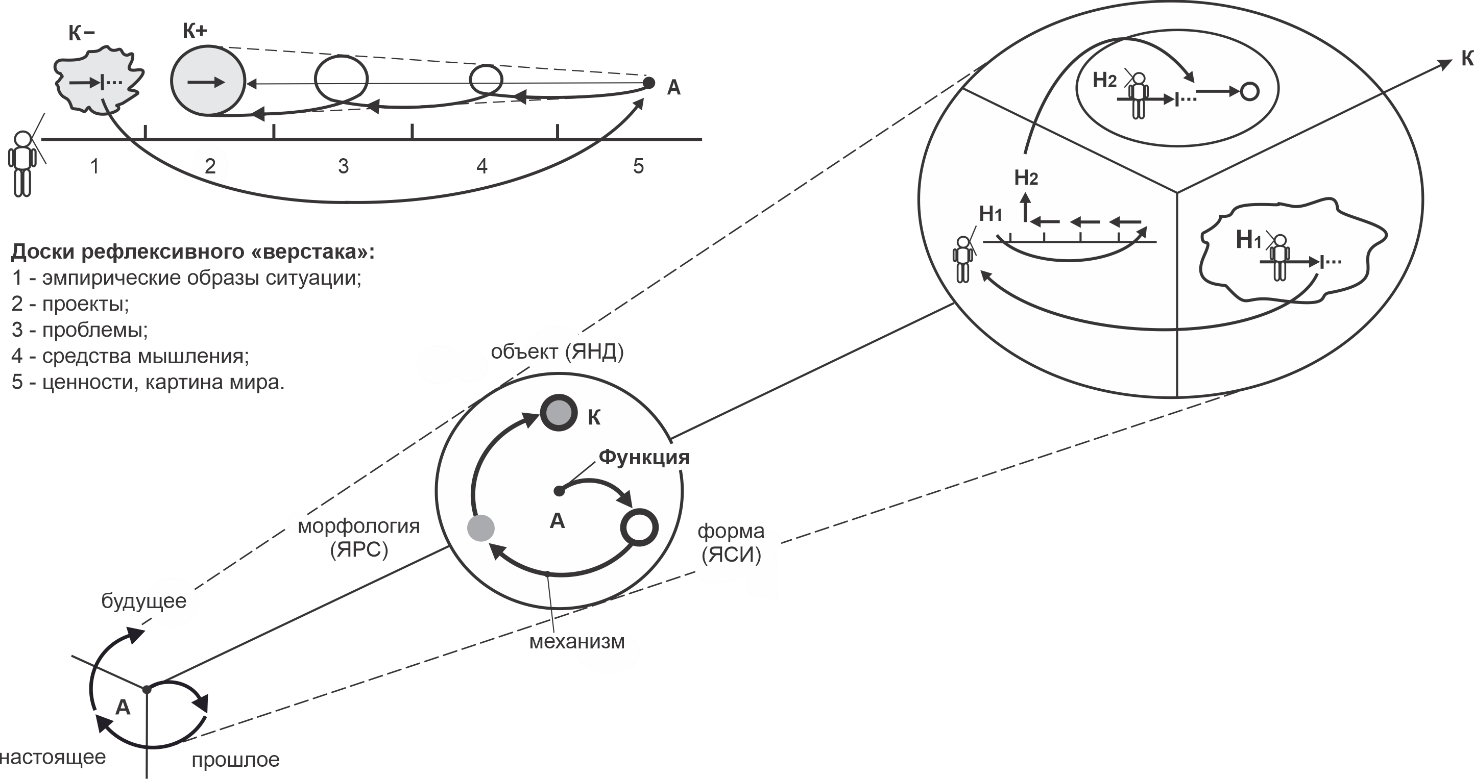 К− К+
А
1 2 3 4 5
Доски рефлексивного «верстака»:
1 - эмпирические образы ситуации;
2 - проекты;
3 - проблемы;
4 - средства мышления;
5 - ценности, картина мира.
К
Н2
Н2
Н1
Н1
объект (ЯНД)
К
Функция
А
морфология
(ЯРС)
форма
(ЯСИ)
механизм
будущее
А
настоящее
прошлое